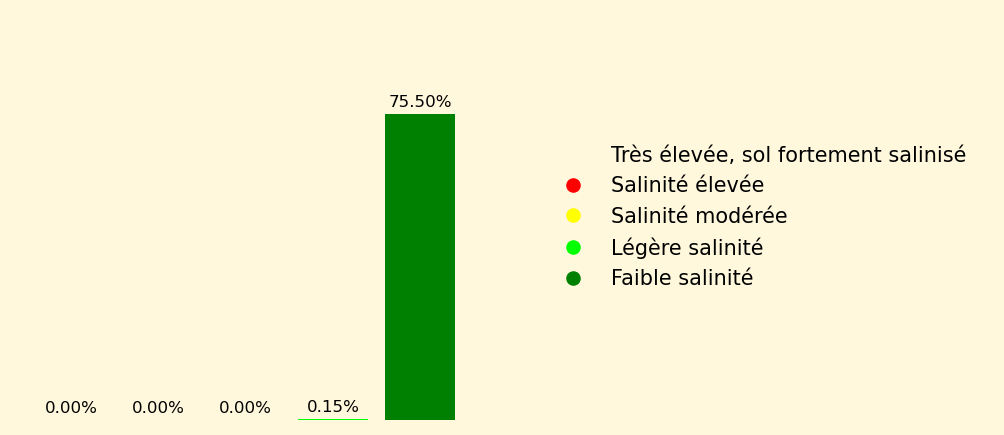 75.50%
0.00%
0.00%
0.00%
0.15%
Très élevée, sol fortement salinisé
Salinité élevée
Salinité modérée
Légère salinité
Faible salinité